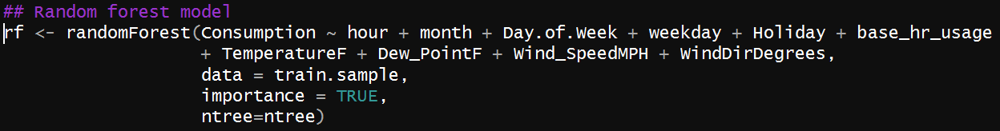 ## Random forest model
rf <- randomForest(Consumption ~ hour + month + Day.of.Week + weekday + Holiday + base_hr_usage
+ TemperatureF + Dew_PointF + Wind_SpeedMPH + WindDirDegrees,
data = train.sample,
importance = TRUE,
ntree=ntree)